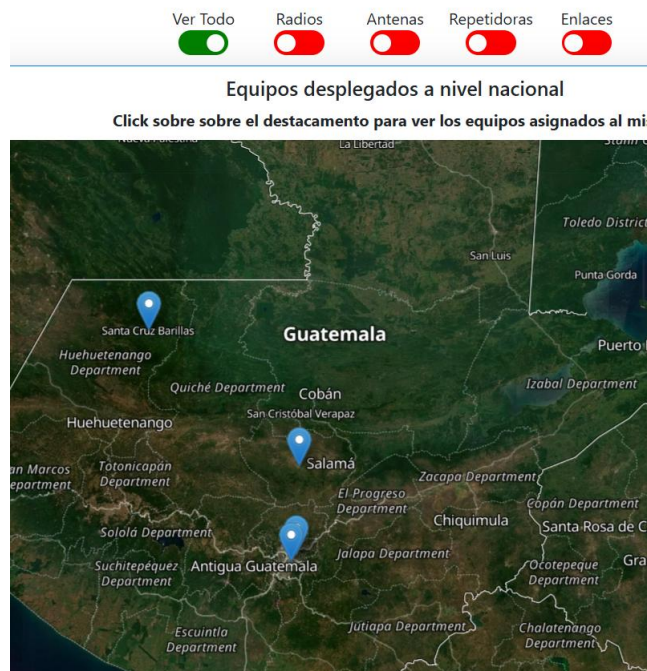 Ver Todo Radios Antenas Repetidoras Enlaces
Equipos desplegados a nivel nacional
Click sobre sobre el destacamento para ver los equipos asignados al mi
La Libertad
Toledo District
San Luis
Punta Gorda
Santa Cruz Barillas
Guatemala
Puerto
Huehuetenango
Department
Quiché Department
Cobán
Izabal Department
San Cristóbal Verapaz
Huehuetenango
Salamá
an Marcos
epartment
Totonicapán
Department
Zacapa Department
El Progreso
Department
Copán Department
Chiquimula
Santa Rosa de C
Sololá Department
Jalapa Department
Gra
Suchitepéquez
Department
Antigua Guatemala
Ocotepeque
Department
Escuintla
Department
Jutiapa Department
Chalatenango
Department